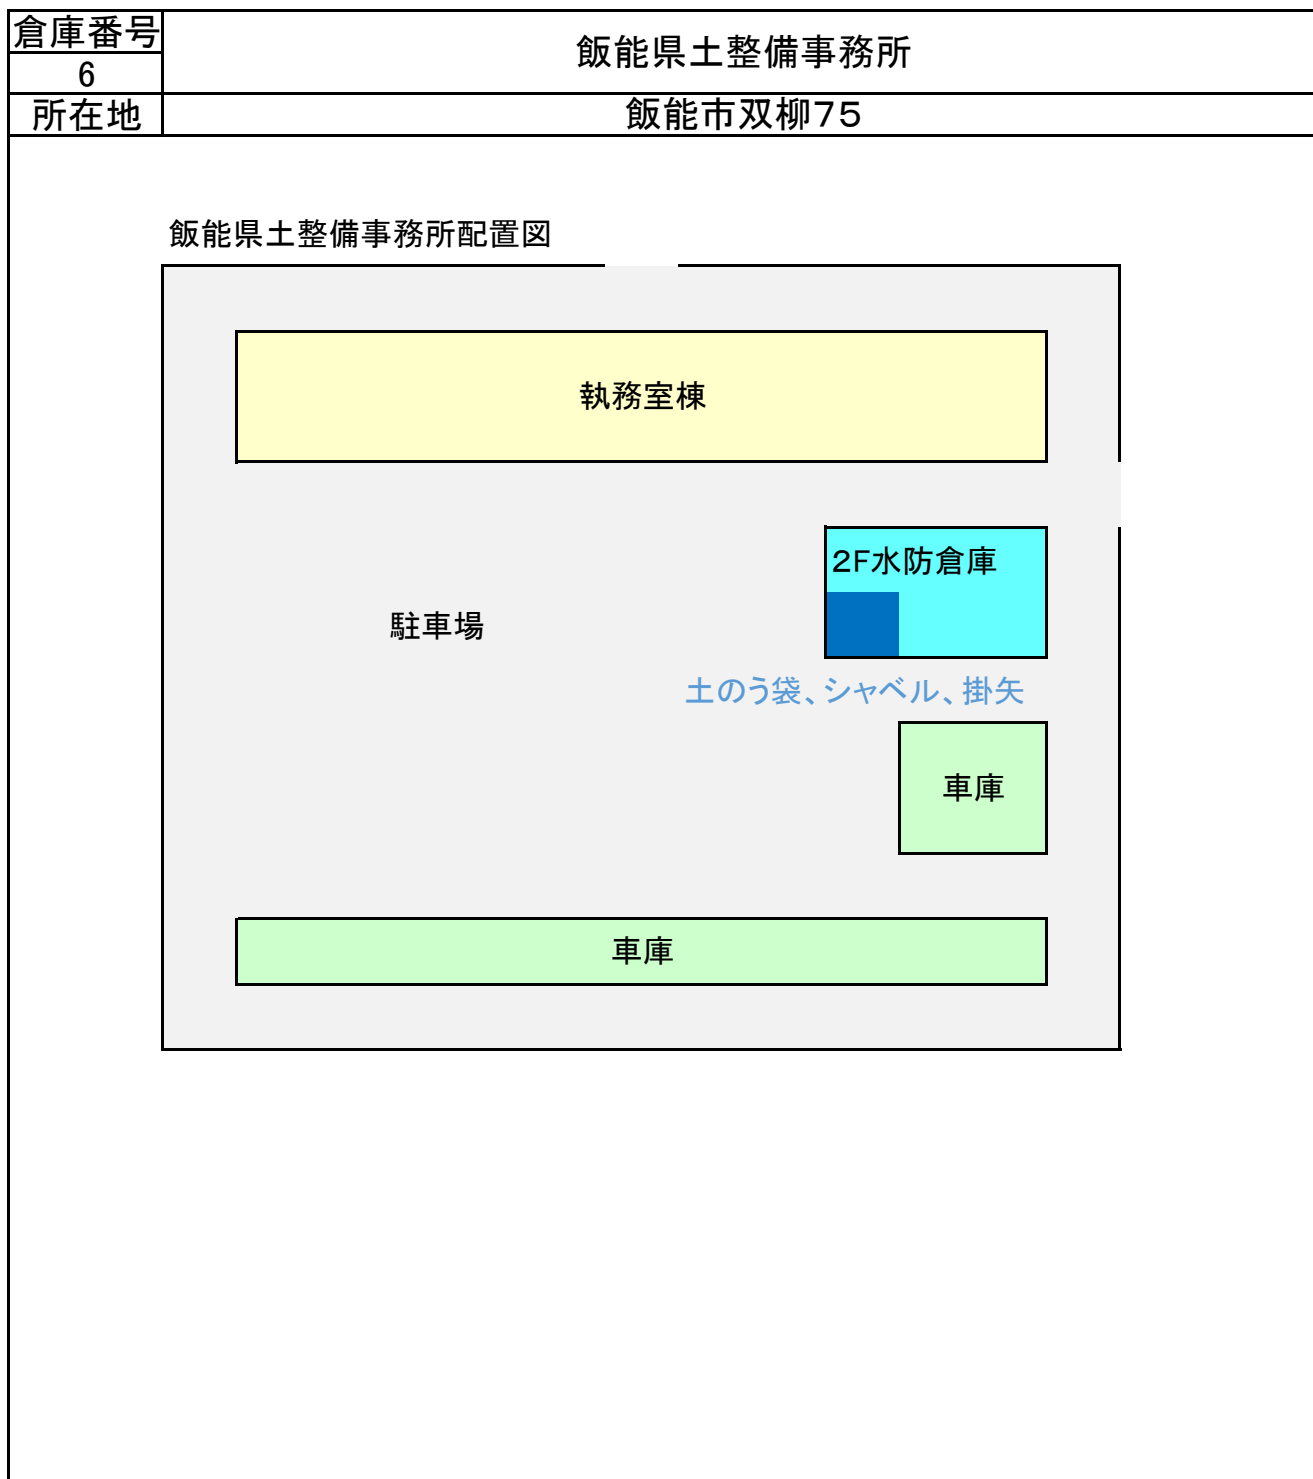 倉庫番号
飯能県土整備事務所
6
所在地
飯能市双柳75
飯能県土整備事務所配置図
執務室棟
2F水防倉庫
駐車場
土のう袋、シャベル、掛矢
車庫
車庫